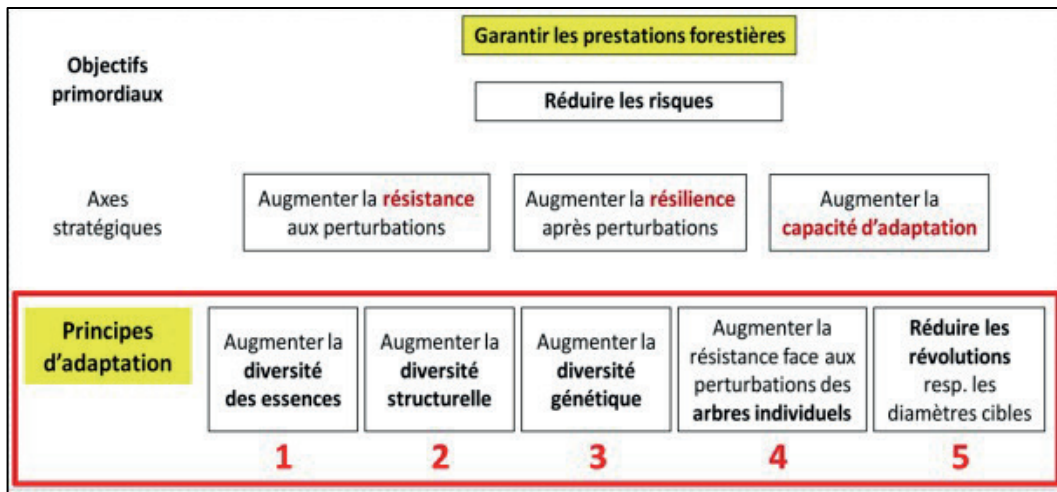 Objectifs
primordiaux
Garantir les prestations forestières
Réduire les risques
Axes
stratégiques
Augmenter la résistance
aux perturbations
Augmenter la résilience
après perturbations
Augmenter la
capacité d’adaptation
Principes
d’adaptation
Augmenter la
diversité
des essences
Augmenter la
diversité
structurelle
Augmenter la
diversité
génétique
Augmenter la
résistance face aux
perturbations des
arbres individuels
Réduire les
révolutions
resp. les
diamètres cibles
1
2
3
4
5